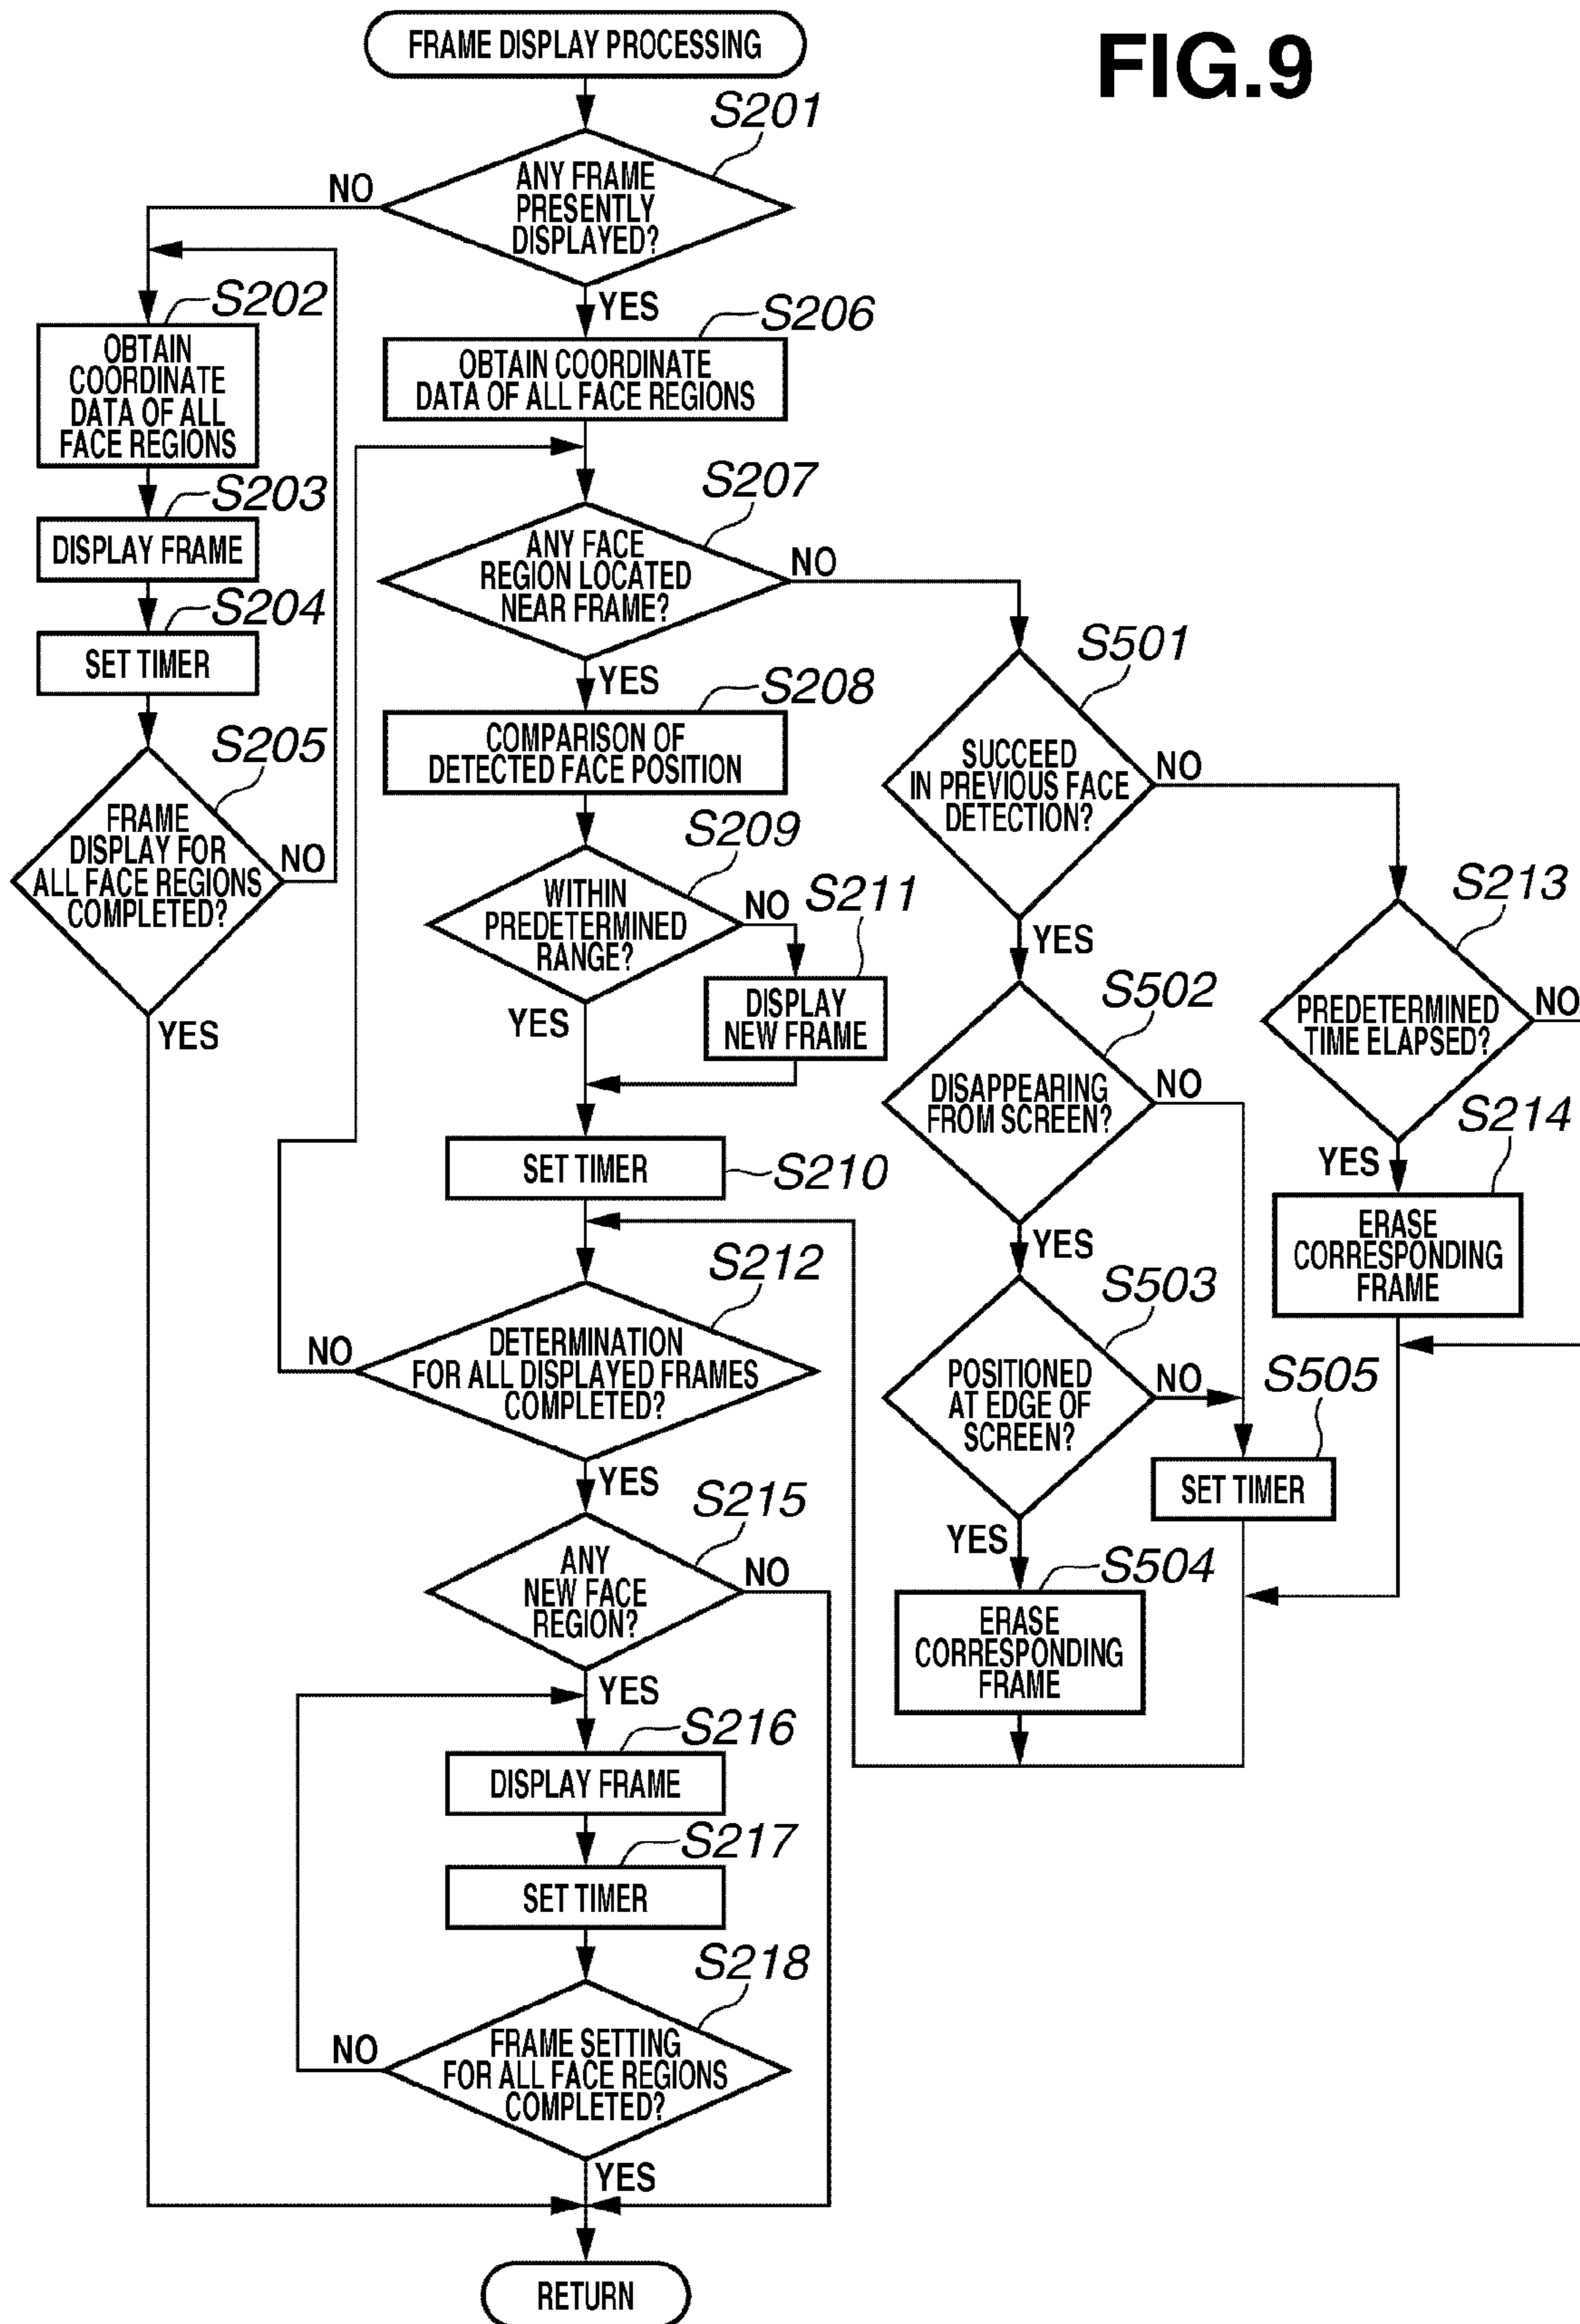 FRAME DISPLAY PROCESSING
FIG.9
S201
ANY FRAME
PRESENTLY
DISPLAYED?
NO
YES
S202
OBTAIN
COORDINATE
DATA OF ALL
FACE REGIONS
S203
DISPLAY FRAME
S204
SET TIMER
S205
FRAME
DISPLAY FOR
ALL FACE REGIONS
COMPLETED?
NO
YES
S206
OBTAIN COORDINATE
DATA OF ALL FACE REGIONS
S207
ANY FACE
REGION LOCATED
NEAR FRAME?
NO
YES
S208
COMPARISON OF
DETECTED FACE POSITION
S209
WITHIN
PREDETERMINED
RANGE?
NO
YES
S211
DISPLAY
NEW FRAME
SET TIMER
S210
S212
DETERMINATION
FOR ALL DISPLAYED FRAMES
COMPLETED?
NO
YES
S215
ANY
NEW FACE
REGION?
NO
YES
S216
DISPLAY FRAME
S217
SET TIMER
S218
FRAME SETTING
FOR ALL FACE REGIONS
COMPLETED?
NO
YES
RETURN
S501
SUCCEED
IN PREVIOUS FACE
DETECTION?
NO
YES
S502
DISAPPEARING
FROM SCREEN?
NO
YES
S503
POSITIONED
AT EDGE OF
SCREEN?
NO
YES
S504
ERASE
CORRESPONDING
FRAME
S505
SET TIMER
S213
PREDETERMINED
TIME ELAPSED?
NO
YES
S214
ERASE
CORRESPONDING
FRAME